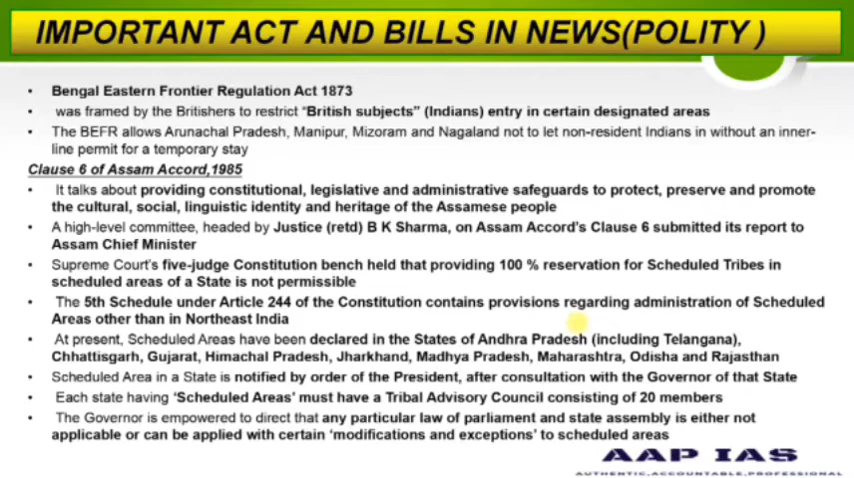 IMPORTANT ACT AND BILLS IN NEWS(POLITY )
• Bengal Eastern Frontier Regulation Act 1873
• was framed by the Britishers to restrict "British subjects" (Indians) entry in certain designated areas
• The BEFR allows Arunachal Pradesh, Manipur, Mizoram and Nagaland not to let non-resident Indians in without an inner-
line permit for a temporary stay
Clause 6 of Assam Accord,1985
• It talks about providing constitutional, legislative and administrative safeguards to protect, preserve and promote
the cultural, social, linguistic identity and heritage of the Assamese people
• A high-level committee, headed by Justice (retd) B K Sharma, on Assam Accord's Clause 6 submitted its report to
Assam Chief Minister
• Supreme Court's five-judge Constitution bench held that providing 100 % reservation for Scheduled Tribes in
scheduled areas of a State is not permissible
• The 5th Schedule under Article 244 of the Constitution contains provisions regarding administration of Scheduled
Areas other than in Northeast India
• At present, Scheduled Areas have been declared in the States of Andhra Pradesh (including Telangana),
Chhattisgarh, Gujarat, Himachal Pradesh, Jharkhand, Madhya Pradesh, Maharashtra, Odisha and Rajasthan
• Scheduled Area in a State is notified by order of the President, after consultation with the Governor of that State
• Each state having 'Scheduled Areas' must have a Tribal Advisory Council consisting of 20 members
• The Governor is empowered to direct that any particular law of parliament and state assembly is either not
applicable or can be applied with certain 'modifications and exceptions' to scheduled areas
AAP IAS
AUTHENTIC,ACCOUNTABLE,PROFESSIONAL